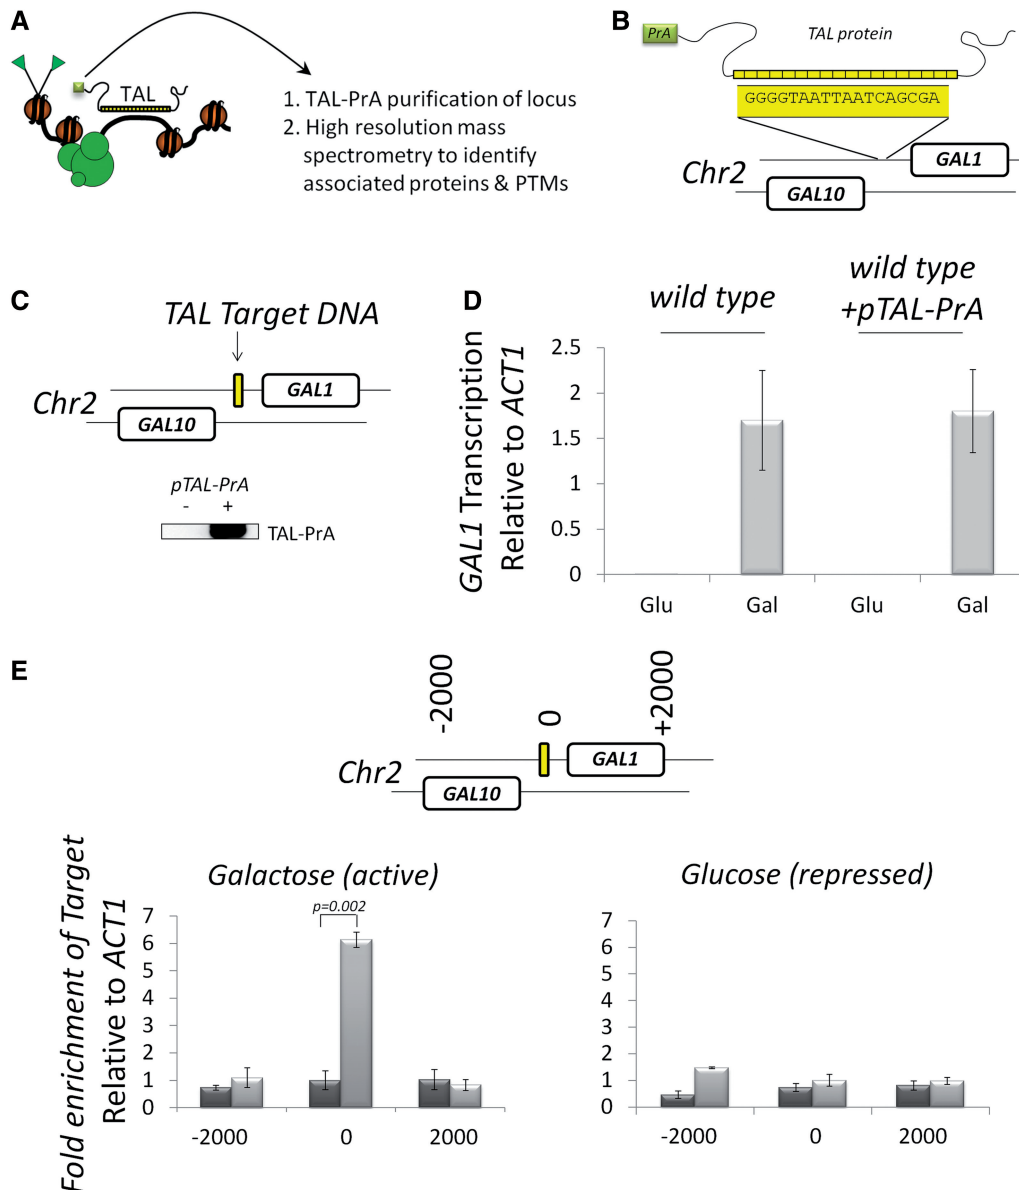 A
TAL
1. TAL-PrA purification of locus
2. High resolution mass
spectrometry to identify
associated proteins & PTMs
B
PrA
TAL protein
GGGGTAATTAATCAGCGA
Chr2
GAL1
GAL10
C
TAL Target DNA
Chr2
GAL1
GAL10
pTAL-PrA
- +
TAL-PrA
D
wild type
wild type
+pTAL-PrA
GAL1 Transcription
Relative to ACT1
2.5
2
1.5
1
0.5
0
Glu Gal Glu Gal
E
-2000
0
+2000
Chr2
GAL1
GAL10
Fold enrichment of Target
Relative to ACT1
Galactose (active)
p=0.002
7
6
5
4
3
2
1
0
-2000 0 2000
Glucose (repressed)
7
6
5
4
3
2
1
0
-2000 0 2000